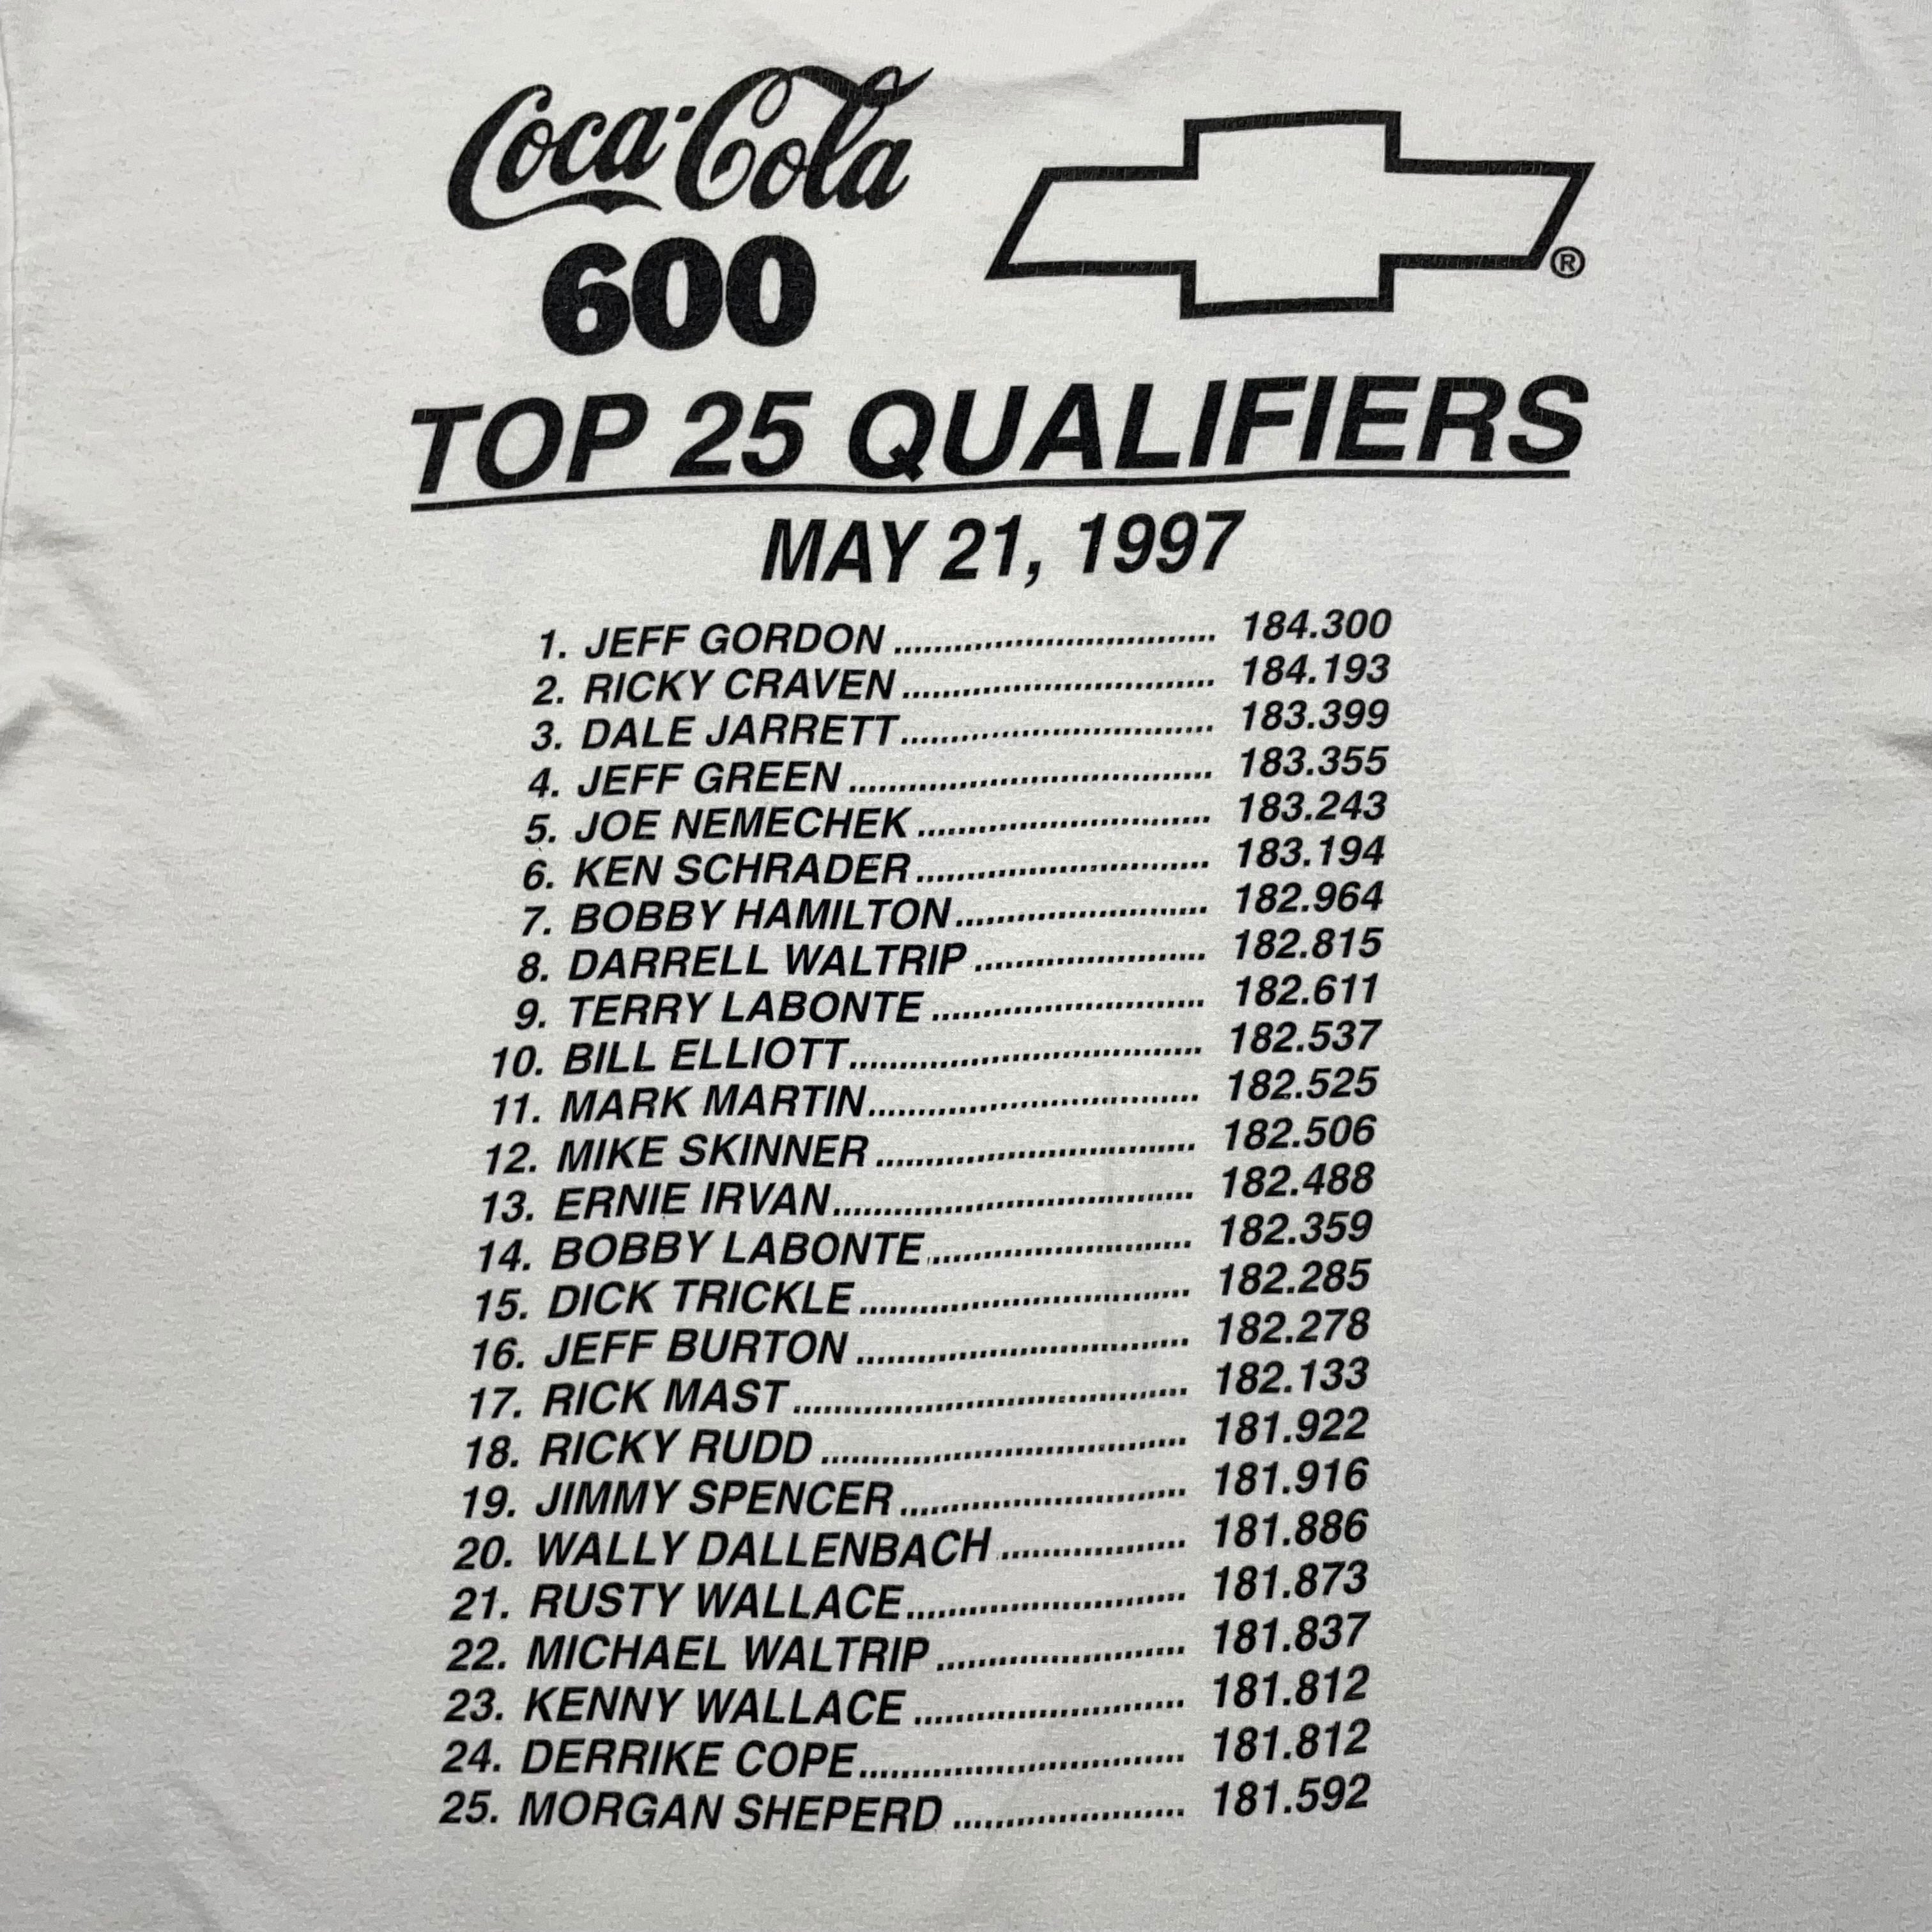 Coca-Cola
600
®
TOP 25 QUALIFIERS
MAY 21, 1997
1. JEFF GORDON ................................ 184.300
2. RICKY CRAVEN ............................... 184.193
3. DALE JARRETT ............................... 183.399
4. JEFF GREEN .................................... 183.355
5. JOE NEMECHEK ............................. 183.243
6. KEN SCHRADER ............................. 183.194
7. BOBBY HAMILTON ......................... 182.964
8. DARRELL WALTRIP ....................... 182.815
9. TERRY LABONTE ........................... 182.611
10. BILL ELLIOTT ................................... 182.537
11. MARK MARTIN ................................. 182.525
12. MIKE SKINNER ................................ 182.506
13. ERNIE IRVAN .................................... 182.488
14. BOBBY LABONTE .......................... 182.359
15. DICK TRICKLE ................................. 182.285
16. JEFF BURTON ................................. 182.278
17. RICK MAST ....................................... 182.133
18. RICKY RUDD .................................... 181.922
19. JIMMY SPENCER ............................ 181.916
20. WALLY DALLENBACH .................. 181.886
21. RUSTY WALLACE ........................... 181.873
22. MICHAEL WALTRIP ........................ 181.837
23. KENNY WALLACE .......................... 181.812
24. DERRIKE COPE ................................ 181.812
25. MORGAN SHEPERD ....................... 181.592